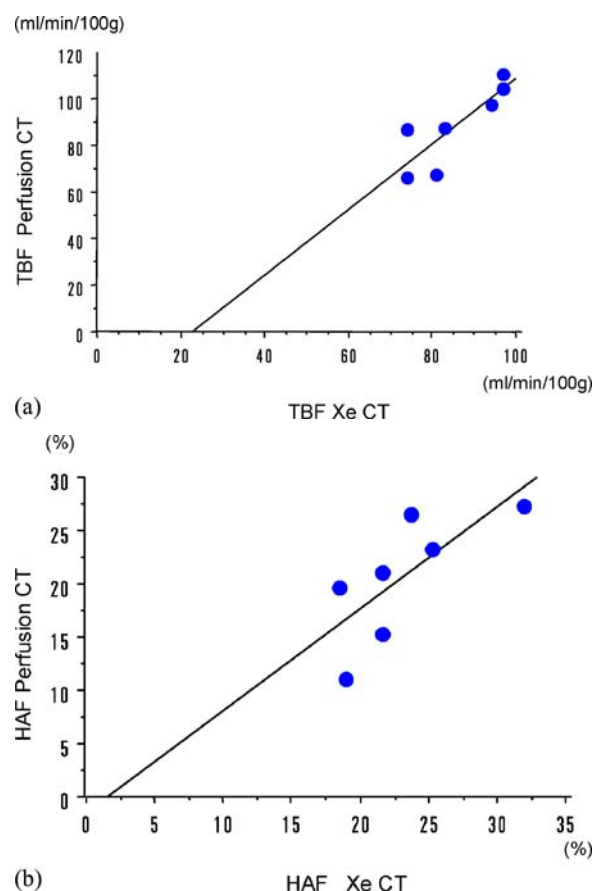 (ml/min/100g)
120
100
80
60
40
20
0
TBF Perfusion CT
0 20 40 60 80 100
(ml/min/100g)
(a)
TBF Xe CT
(%)
30
25
20
15
10
5
0
HAF Perfusion CT
0 5 10 15 20 25 30 35
(%)
(b)
HAF Xe CT